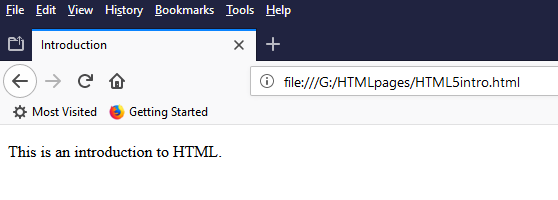 File Edit View History Bookmarks Tools Help
Introduction
file:///G:/HTMLpages/HTML5intro.html
Most Visited Getting Started
This is an introduction to HTML.